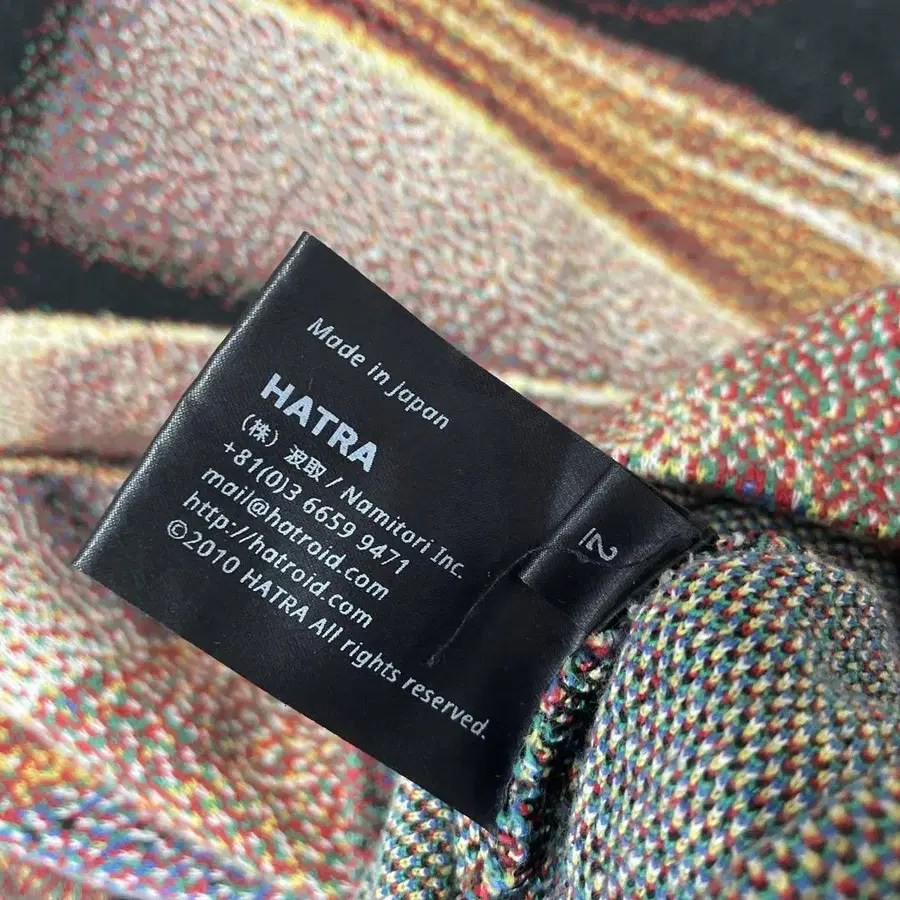 Made in Japan
HATRA
(株) 波取 / Namitori Inc.
+81(0)3 6659 9471
mail@hatroid.com
http://hatroid.com
©2010 HATRA All rights reserved.